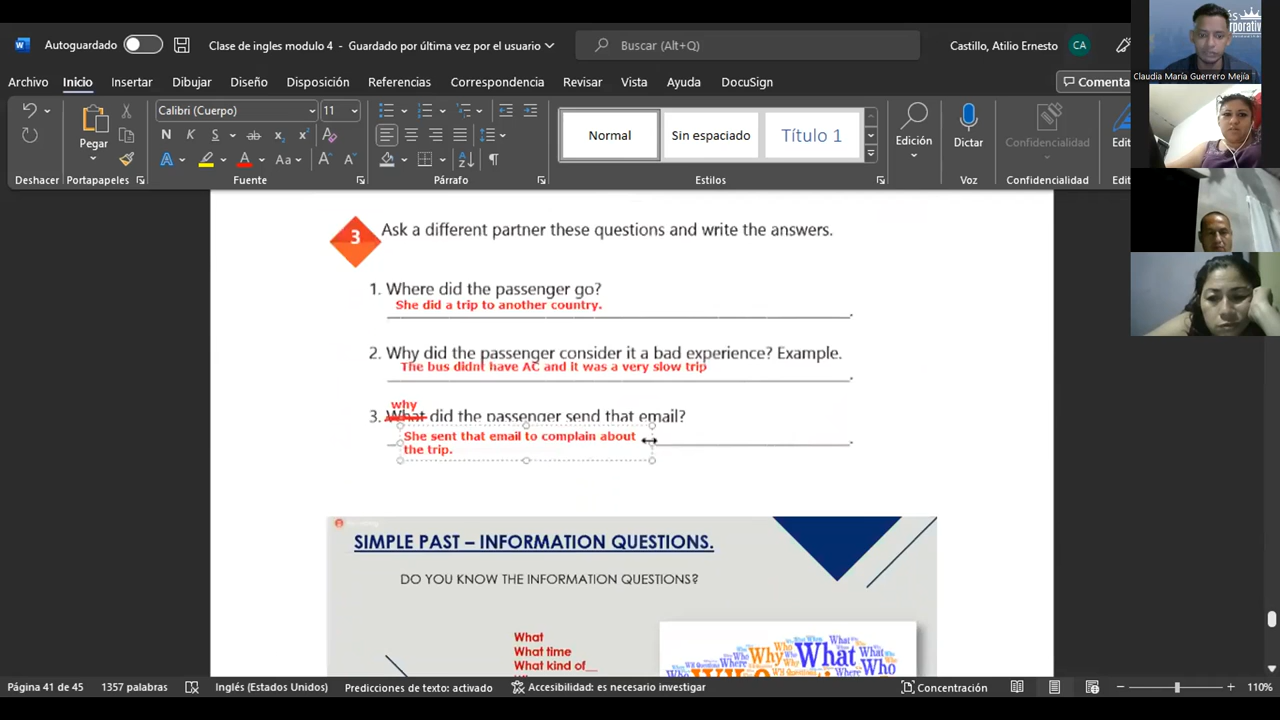 Autoguardado
Clase de ingles modulo 4 - Guardado por última vez por el usuario
Buscar (Alt+Q)
Castillo, Atilio Ernesto
CA
Archivo
Inicio
Insertar
Dibujar
Diseño
Disposición
Referencias
Correspondencia
Revisar
Vista
Ayuda
DocuSign
Comenta
Claudia María Guerrero Mejía
Pegar
Calibri (Cuerpo)
11
N K S ab x₂ x²
Aa
Normal
Sin espaciado
Título 1
Edición
Dictar
Confidencialidad
Edit
Deshacer
Portapapeles
Fuente
Párrafo
Estilos
Voz
Confidencialidad
Edit
3
Ask a different partner these questions and write the answers.
1. Where did the passenger go?
She did a trip to another country.
2. Why did the passenger consider it a bad experience? Example.
The bus didnt have AC and it was a very slow trip
why
3. What did the passenger send that email?
She sent that email to complain about
the trip.
SIMPLE PAST – INFORMATION QUESTIONS.
DO YOU KNOW THE INFORMATION QUESTIONS?
What
What time
What kind of__
Why What Who
Where
Página 41 de 45
1357 palabras
Inglés (Estados Unidos)
Predicciones de texto: activado
Accesibilidad: es necesario investigar
Concentración
110%